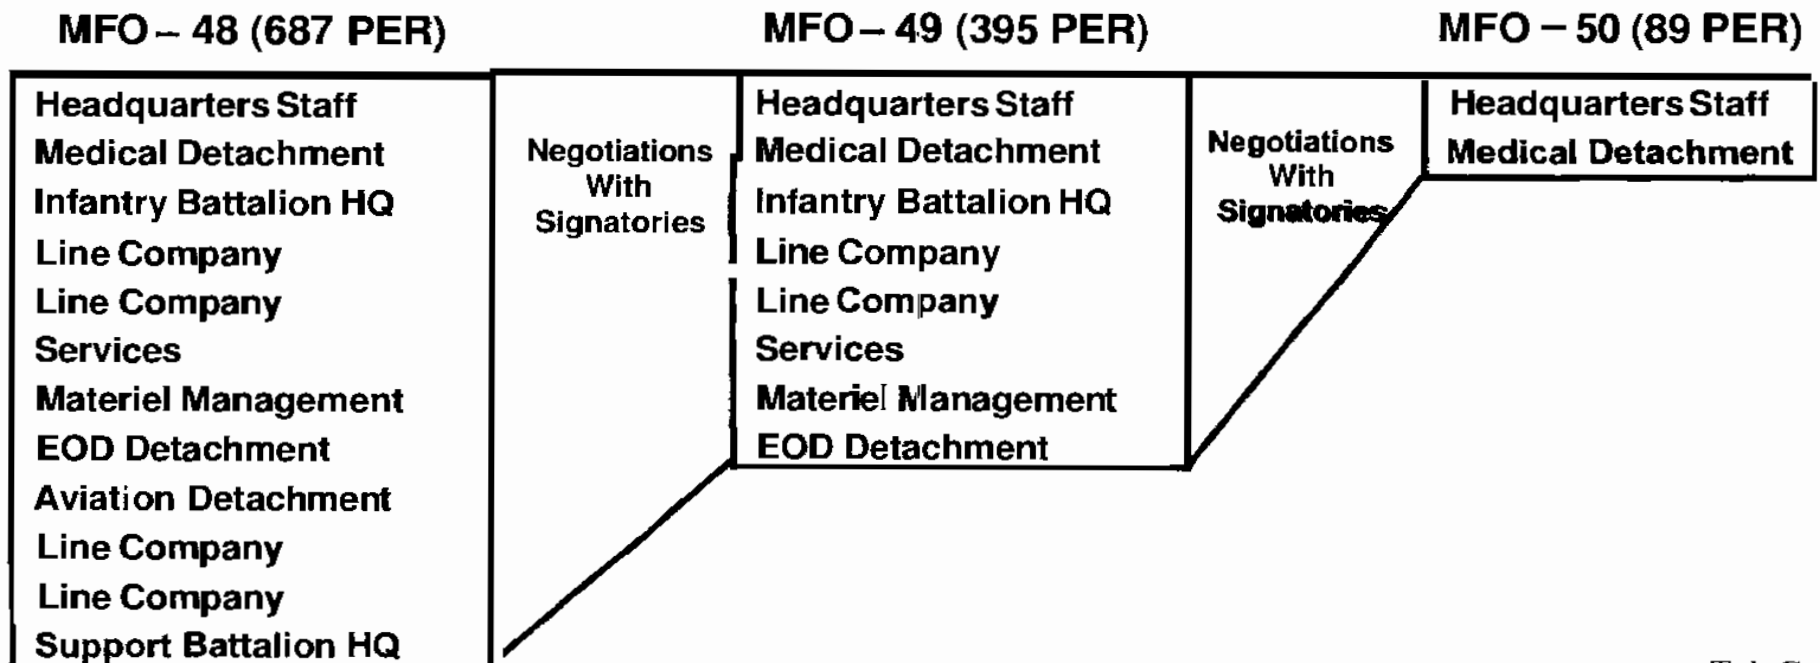 MFO – 48 (687 PER)
Headquarters Staff
Medical Detachment
Infantry Battalion HQ
Line Company
Line Company
Services
Materiel Management
EOD Detachment
Aviation Detachment
Line Company
Line Company
Support Battalion HQ
Negotiations
With
Signatories
MFO – 49 (395 PER)
Headquarters Staff
Medical Detachment
Infantry Battalion HQ
Line Company
Line Company
Services
Materiel Management
EOD Detachment
Negotiations
With
Signatories
MFO – 50 (89 PER)
Headquarters Staff
Medical Detachment